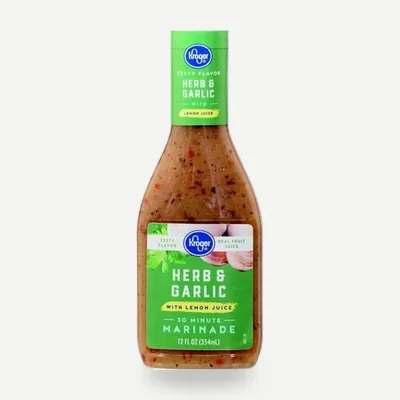 Kroger
ZESTY FLAVOR
HERB &
GARLIC
WITH
LEMON JUICE
Kroger
ZESTY
FLAVOR
REAL FRUIT
JUICE
HERB &
GARLIC
WITH LEMON JUICE
30 MINUTE
MARINADE
12 FL OZ (354mL)